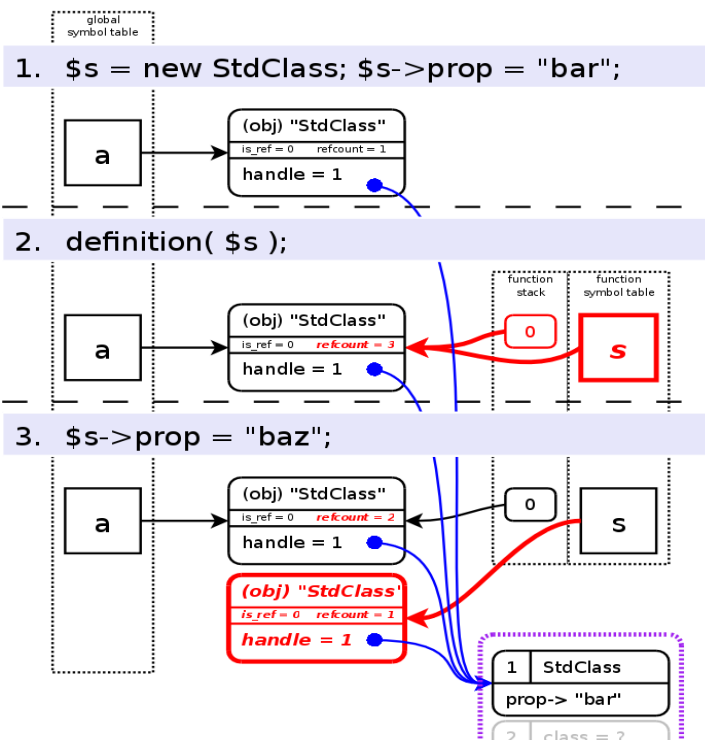 global
symbol table
1. $s = new StdClass; $s->prop = "bar";
a
(obj) "StdClass"
is_ref = 0 refcount = 1
handle = 1
2. definition( $s );
function
stack
function
symbol table
a
(obj) "StdClass"
is_ref = 0 refcount = 3
handle = 1
0
s
3. $s->prop = "baz";
a
(obj) "StdClass"
is_ref = 0 refcount = 2
handle = 1
0
s
(obj) "StdClass"
is_ref = 0 refcount = 1
handle = 1
1 StdClass
prop-> "bar"
2 class = ?